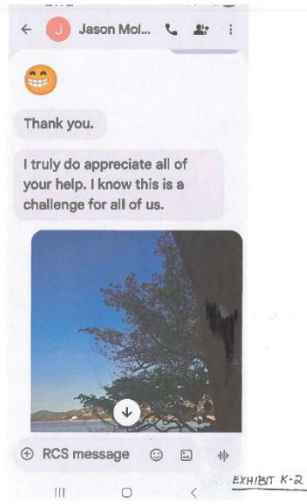 Jason Mol...
Thank you.
I truly do appreciate all of
your help. I know this is a
challenge for all of us.
RCS message
EXHIBIT K-2